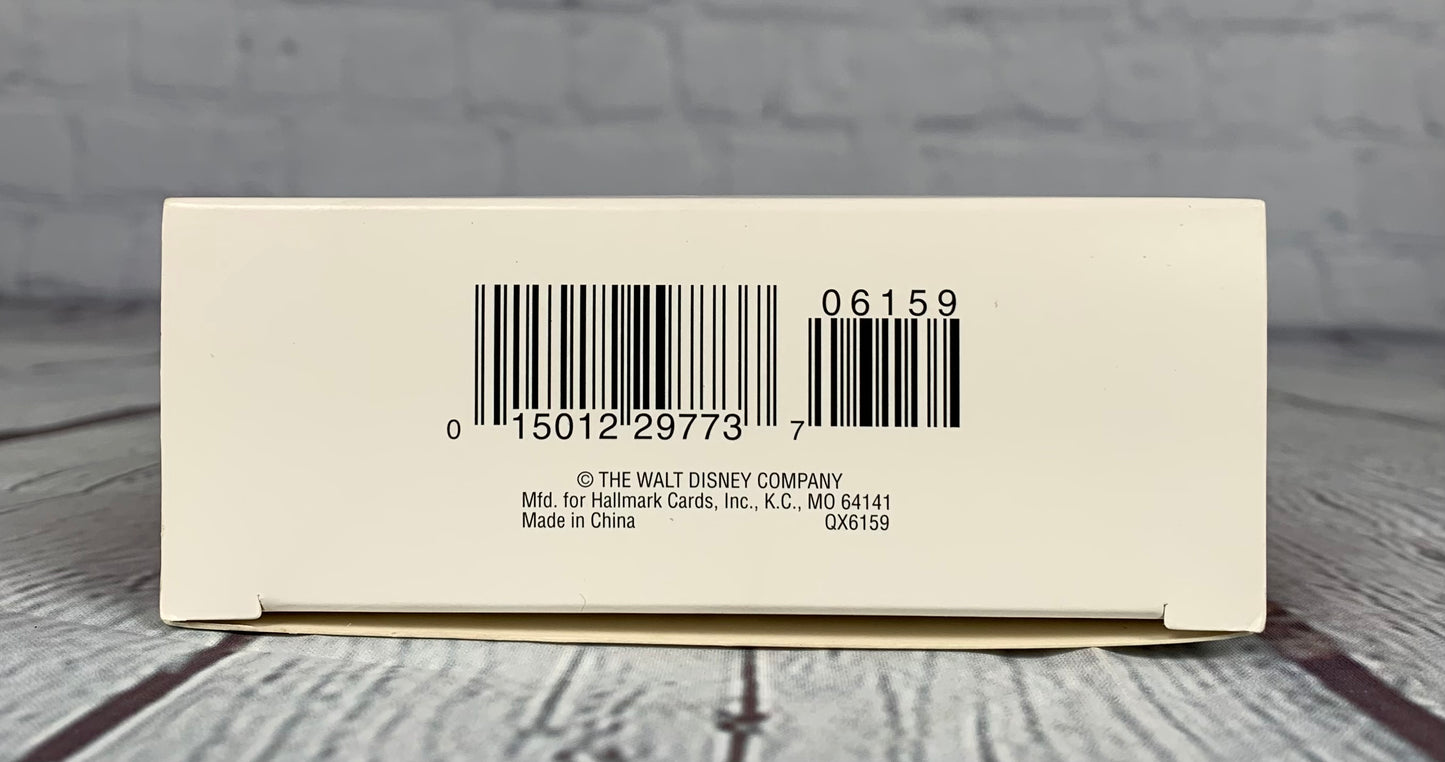 06159
0 15012 29773 7
© THE WALT DISNEY COMPANY
Mfd. for Hallmark Cards, Inc., K.C., MO 64141
Made in China QX6159